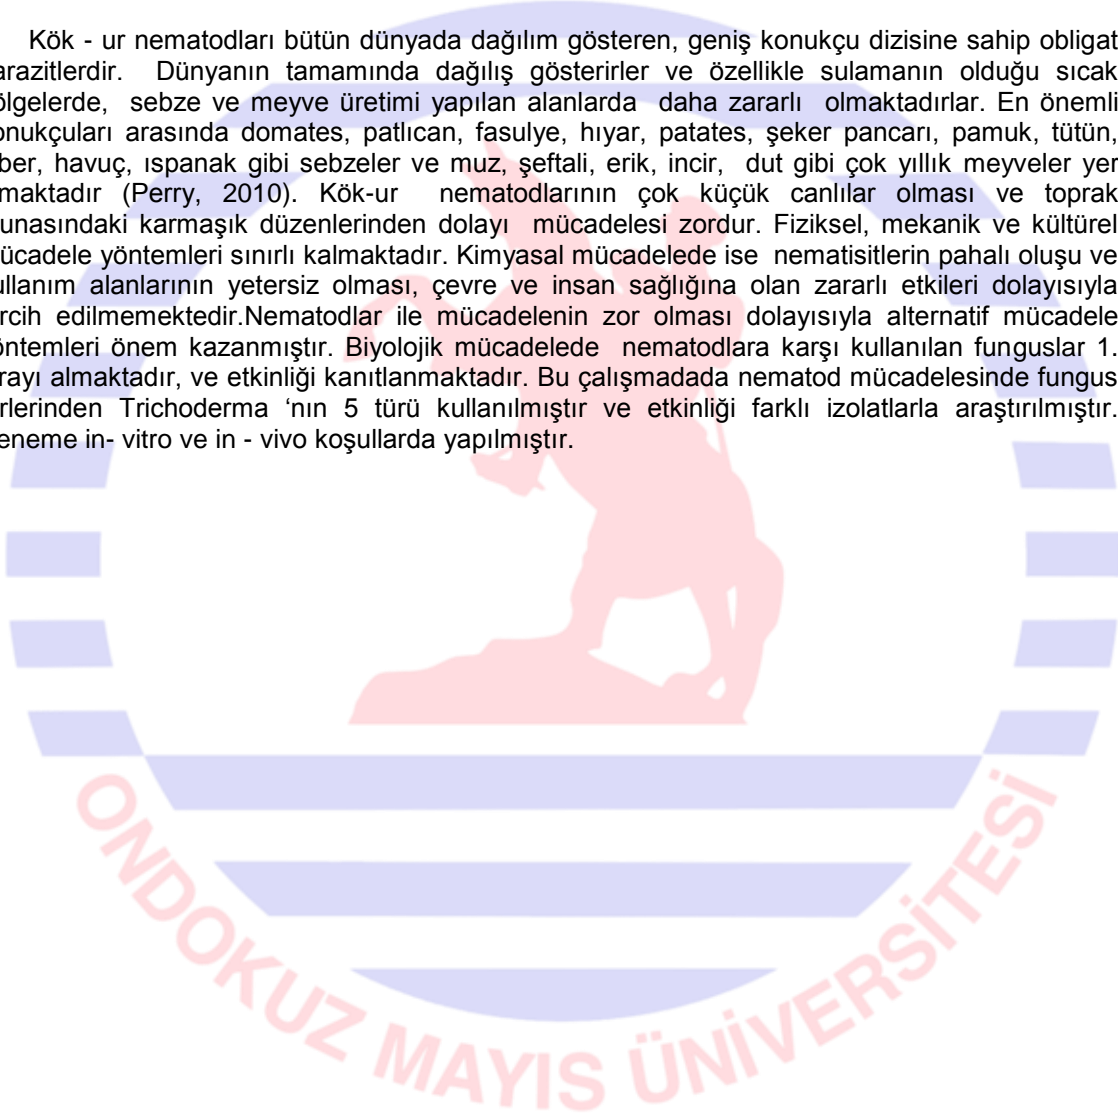 Kök - ur nematodları bütün dünyada dağılım gösteren, geniş konukçu dizisine sahip obligat
arazitlerdir. Dünyanın tamamında dağılış gösterirler ve özellikle sulamanın olduğu sıcak
ölgelerde, sebze ve meyve üretimi yapılan alanlarda daha zararlı olmaktadırlar. En önemli
onukçuları arasında domates, patlıcan, fasulye, hıyar, patates, şeker pancarı, pamuk, tütün,
ber, havuç, ıspanak gibi sebzeler ve muz, şeftali, erik, incir, dut gibi çok yıllık meyveler yer
maktadır (Perry, 2010). Kök-ur nematodlarının çok küçük canlılar olması ve toprak
unasındaki karmaşık düzenlerinden dolayı mücadelesi zordur. Fiziksel, mekanik ve kültürel
ücadele yöntemleri sınırlı kalmaktadır. Kimyasal mücadelede ise nematisitlerin pahalı oluşu ve
ullanım alanlarının yetersiz olması, çevre ve insan sağlığına olan zararlı etkileri dolayısıyla
rcih edilmemektedir.Nematodlar ile mücadelenin zor olması dolayısıyla alternatif mücadele
öntemleri önem kazanmıştır. Biyolojik mücadelede nematodlara karşı kullanılan funguslar 1.
rayı almaktadır, ve etkinliği kanıtlanmaktadır. Bu çalışmadada nematod mücadelesinde fungus
rlerinden Trichoderma ‘nın 5 türü kullanılmıştır ve etkinliği farklı izolatlarla araştırılmıştır.
eneme in- vitro ve in - vivo koşullarda yapılmıştır.
ONDOKUZ MAYIS ÜNİVERSİTESİ